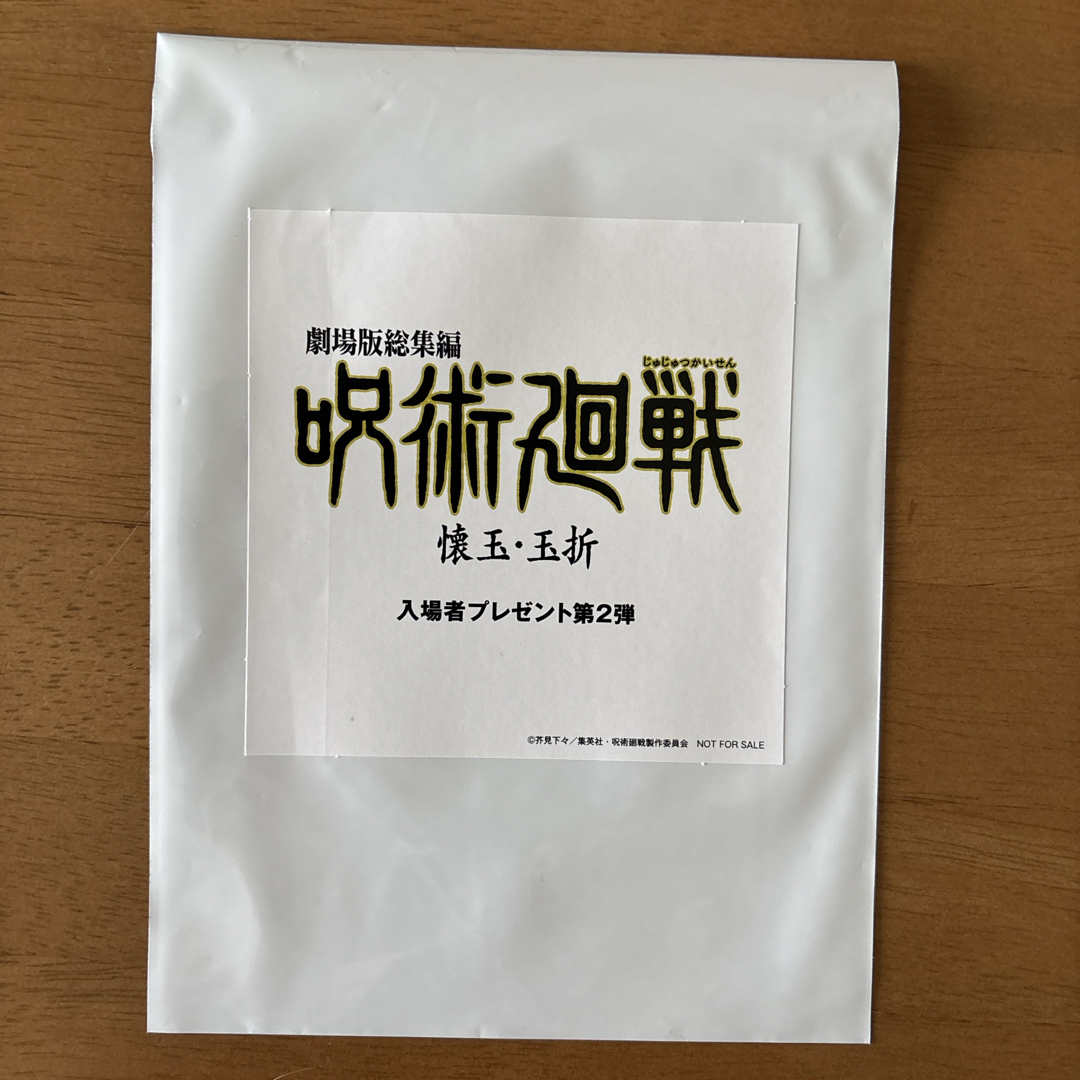 劇場版総集編
じゅじゅつかいせん
呪術廻戦
懐玉・玉折
入場者プレゼント第2弾
©芥見下々／集英社・呪術廻戦製作委員会 NOT FOR SALE